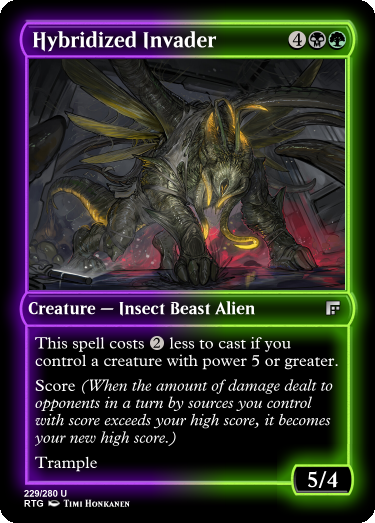 Hybridized Invader 4
Creature — Insect Beast Alien
This spell costs 2 less to cast if you
control a creature with power 5 or greater.
Score (When the amount of damage dealt to
opponents in a turn by sources you control
with score exceeds your high score, it becomes
your new high score.)
Trample
5/4
229/280 U
RTG Timi Honkanen